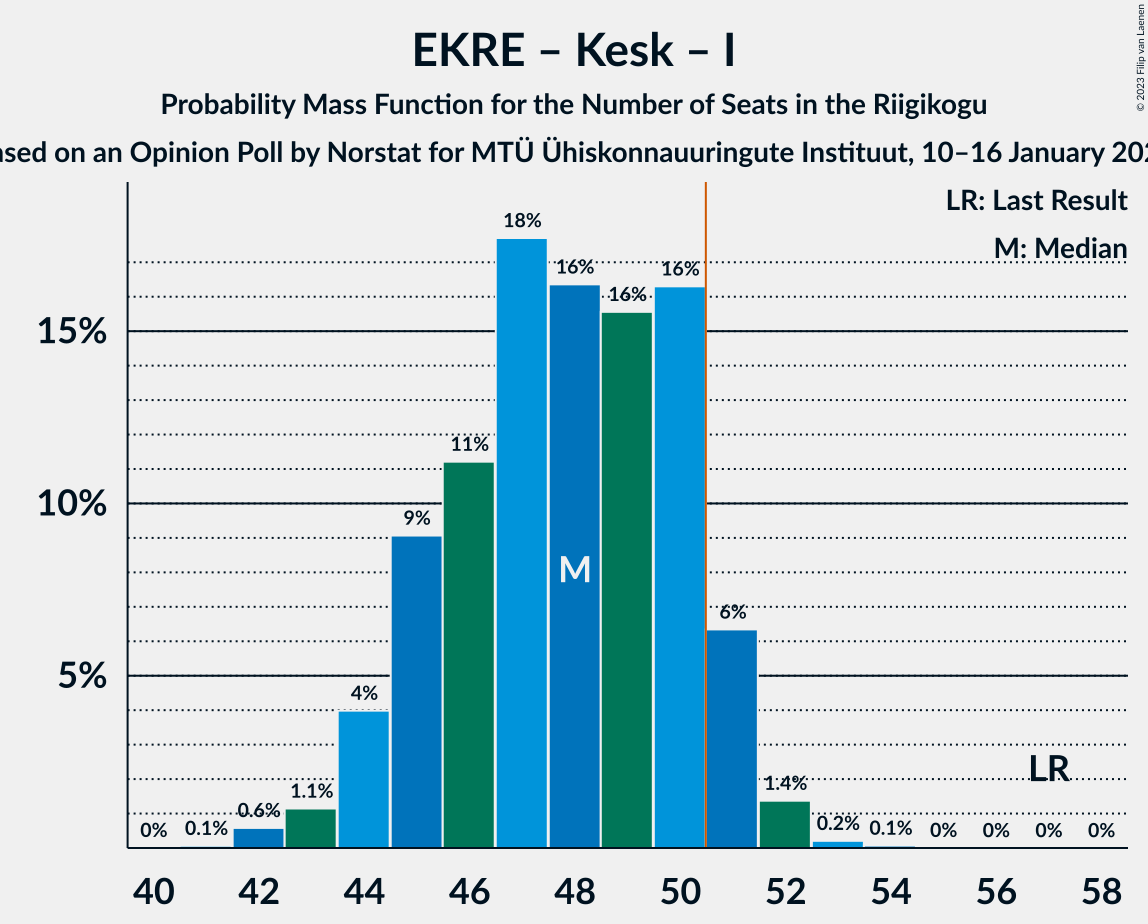 EKRE – Kesk – I
Probability Mass Function for the Number of Seats in the Riigikogu
on an Opinion Poll by Norstat for MTÜ Ühiskonnauuringute Instituut, 10–16 January
© 2023 Filip van Laenen
LR: Last Result
M: Median
15%
10%
5%
0%
0.1%
0.6%
1.1%
4%
9%
11%
18%
16%
16%
16%
6%
1.4%
0.2%
0.1%
0%
0%
0%
0%
M
LR
40 42 44 46 48 50 52 54 56 58